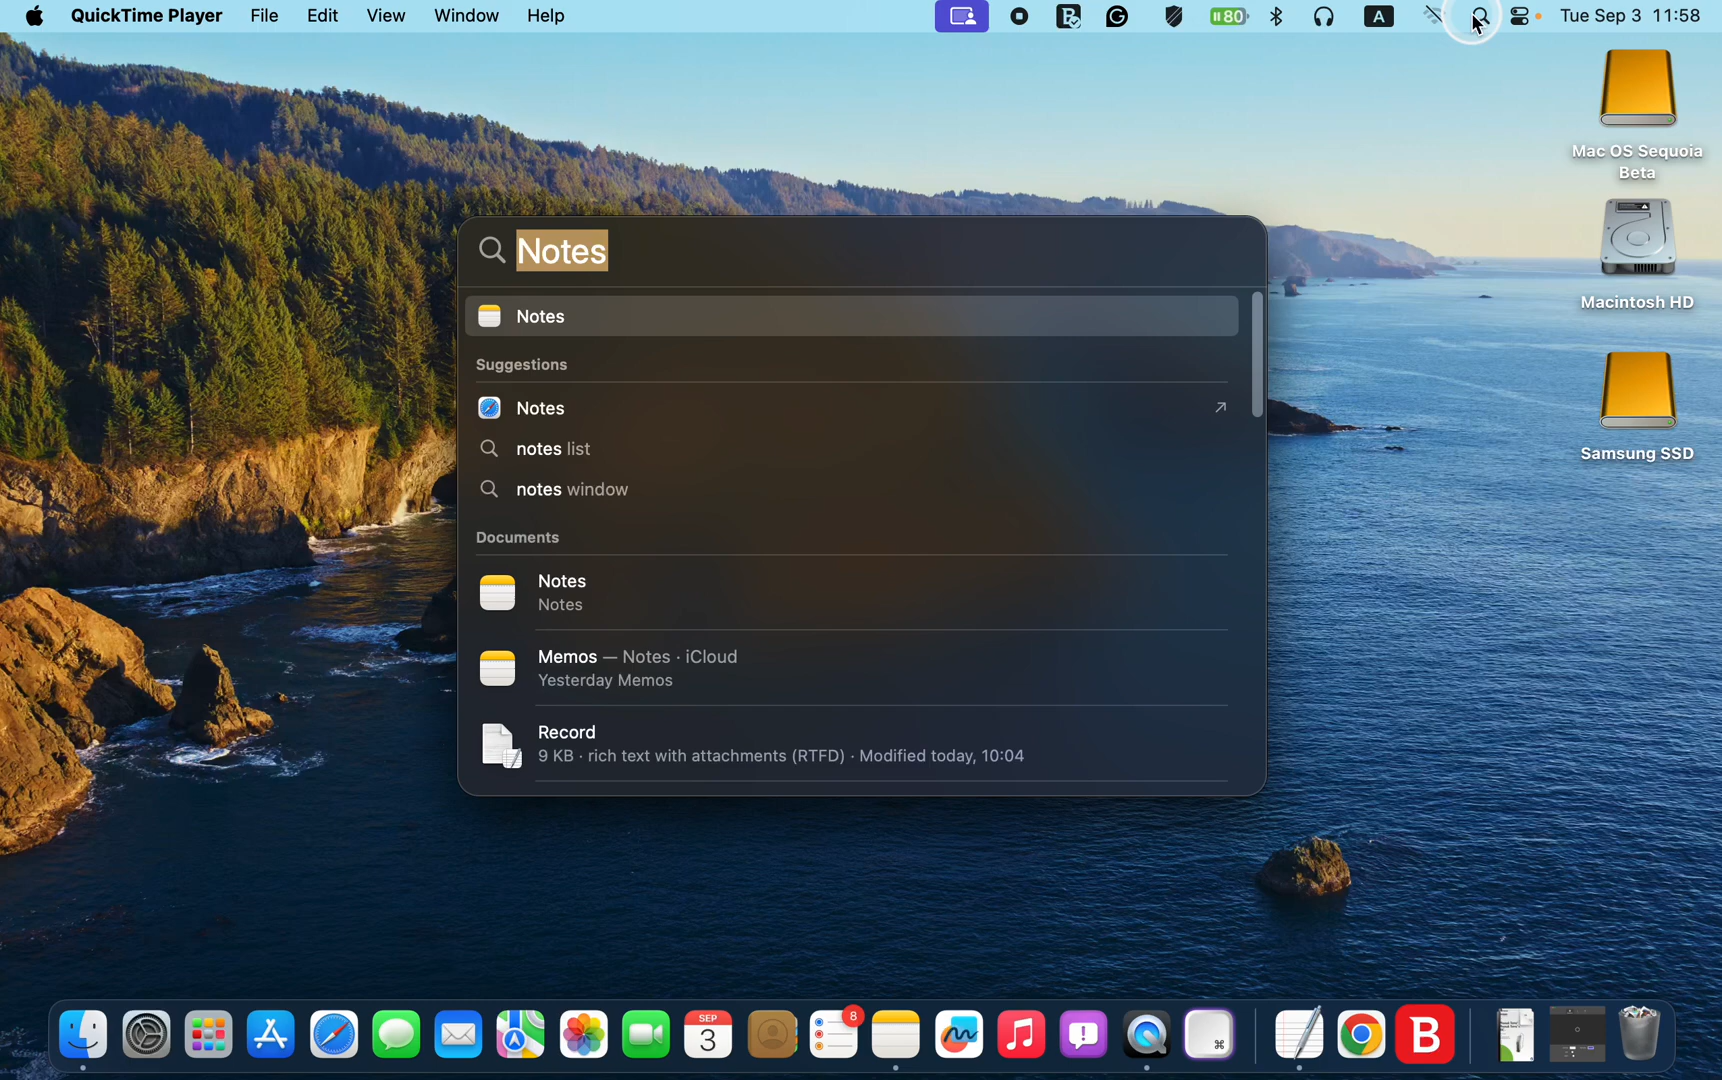 QuickTime Player File Edit View Window Help 80 A Tue Sep 3 11:58
Mac OS Sequoia
Beta
Macintosh HD
Samsung SSD
Notes
Notes
Suggestions
Notes
notes list
notes window
Documents
Notes
Notes
Memos — Notes · iCloud
Yesterday Memos
Record
9 KB · rich text with attachments (RTFD) · Modified today, 10:04
SEP
3
8
B